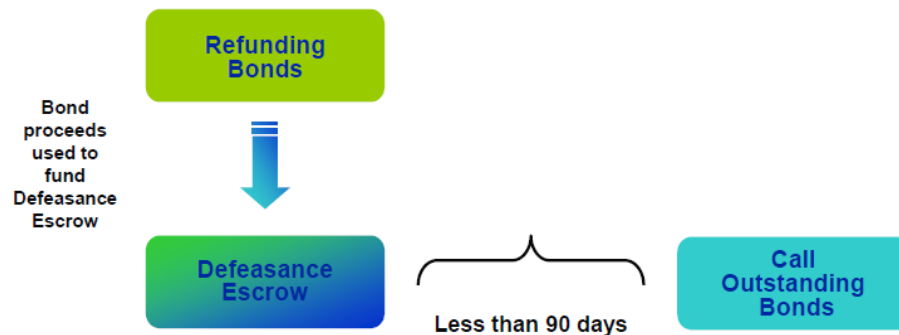 Refunding
Bonds
Bond
proceeds
used to
fund
Defeasance
Escrow
Defeasance
Escrow
Less than 90 days
Call
Outstanding
Bonds